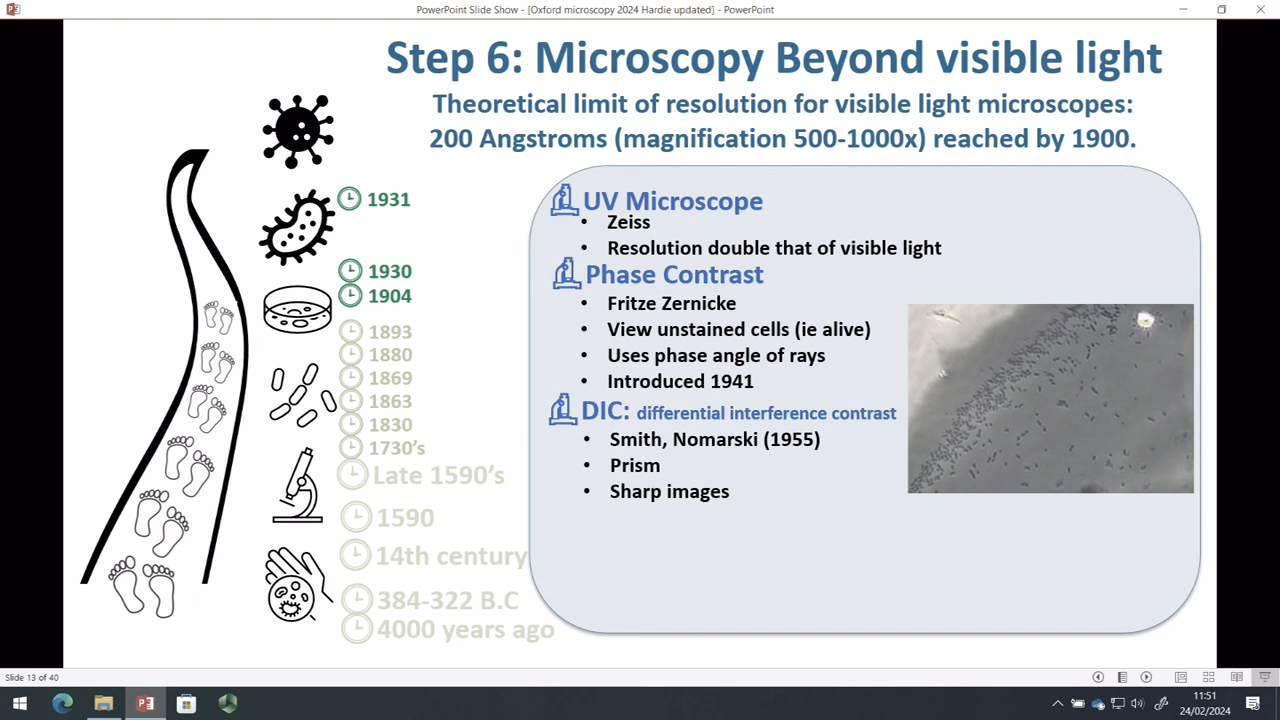 PowerPoint Slide Show - [Oxford microscopy 2024 Hardie updated] - PowerPoint
Step 6: Microscopy Beyond visible light
Theoretical limit of resolution for visible light microscopes:
200 Angstroms (magnification 500-1000x) reached by 1900.
1931
1930
1904
1893
1880
1869
1863
1830
1730’s
Late 1590’s
1590
14th century
384-322 B.C
4000 years ago
UV Microscope
• Zeiss
• Resolution double that of visible light
Phase Contrast
• Fritze Zernicke
• View unstained cells (ie alive)
• Uses phase angle of rays
• Introduced 1941
DIC: differential interference contrast
• Smith, Nomarski (1955)
• Prism
• Sharp images
Slide 13 of 40
11:51
24/02/2024